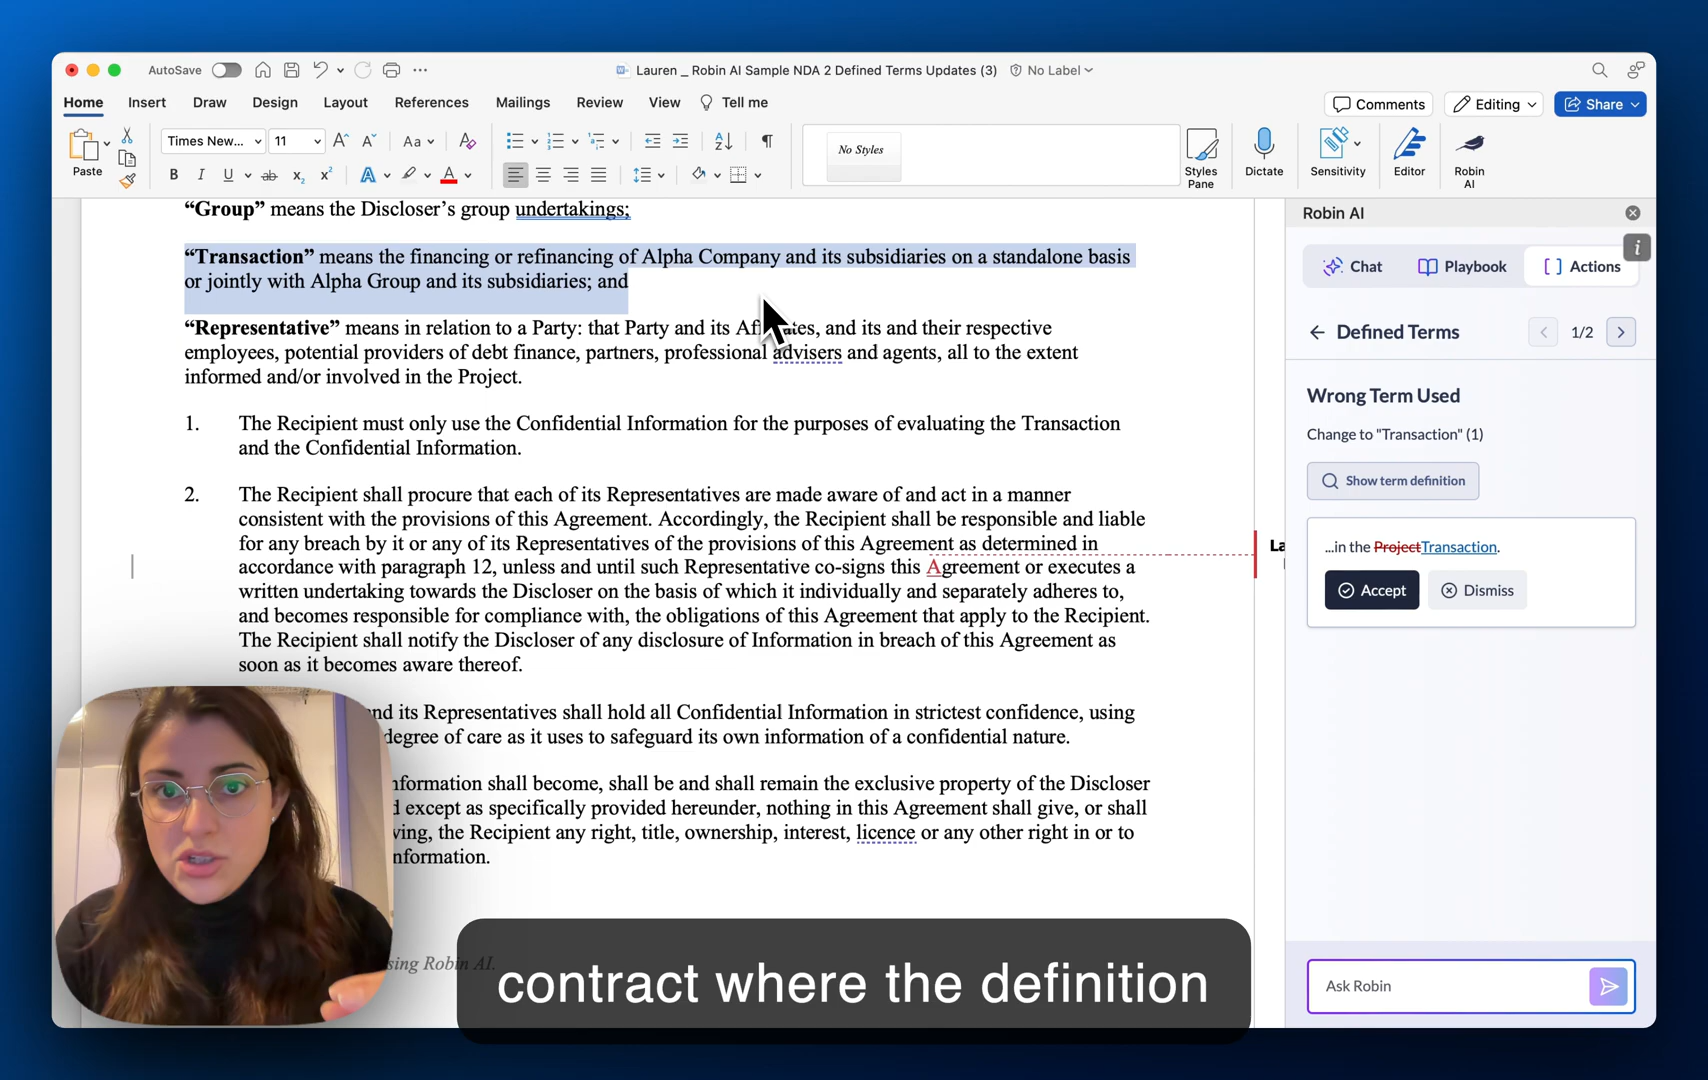 AutoSave
Lauren _ Robin AI Sample NDA 2 Defined Terms Updates (3)
No Label
Home Insert Draw Design Layout References Mailings Review View Tell me
Comments Editing Share
Paste
Times New... 11
No Styles
Styles Pane
Dictate
Sensitivity
Editor
Robin AI
“Group” means the Discloser’s group undertakings;
“Transaction” means the financing or refinancing of Alpha Company and its subsidiaries on a standalone basis
or jointly with Alpha Group and its subsidiaries; and
“Representative” means in relation to a Party: that Party and its Affiliates, and its and their respective
employees, potential providers of debt finance, partners, professional advisers and agents, all to the extent
informed and/or involved in the Project.
1. The Recipient must only use the Confidential Information for the purposes of evaluating the Transaction
and the Confidential Information.
2. The Recipient shall procure that each of its Representatives are made aware of and act in a manner
consistent with the provisions of this Agreement. Accordingly, the Recipient shall be responsible and liable
for any breach by it or any of its Representatives of the provisions of this Agreement as determined in
accordance with paragraph 12, unless and until such Representative co-signs this Agreement or executes a
written undertaking towards the Discloser on the basis of which it individually and separately adheres to,
and becomes responsible for compliance with, the obligations of this Agreement that apply to the Recipient.
The Recipient shall notify the Discloser of any disclosure of Information in breach of this Agreement as
soon as it becomes aware thereof.
and its Representatives shall hold all Confidential Information in strictest confidence, using
degree of care as it uses to safeguard its own information of a confidential nature.
nformation shall become, shall be and shall remain the exclusive property of the Discloser
d except as specifically provided hereunder, nothing in this Agreement shall give, or shall
ving, the Recipient any right, title, ownership, interest, licence or any other right in or to
nformation.
sing Robin AI.
La
Robin AI
Chat Playbook Actions
Defined Terms 1/2
Wrong Term Used
Change to "Transaction" (1)
Show term definition
...in the ProjectTransaction.
Accept Dismiss
Ask Robin
contract where the definition